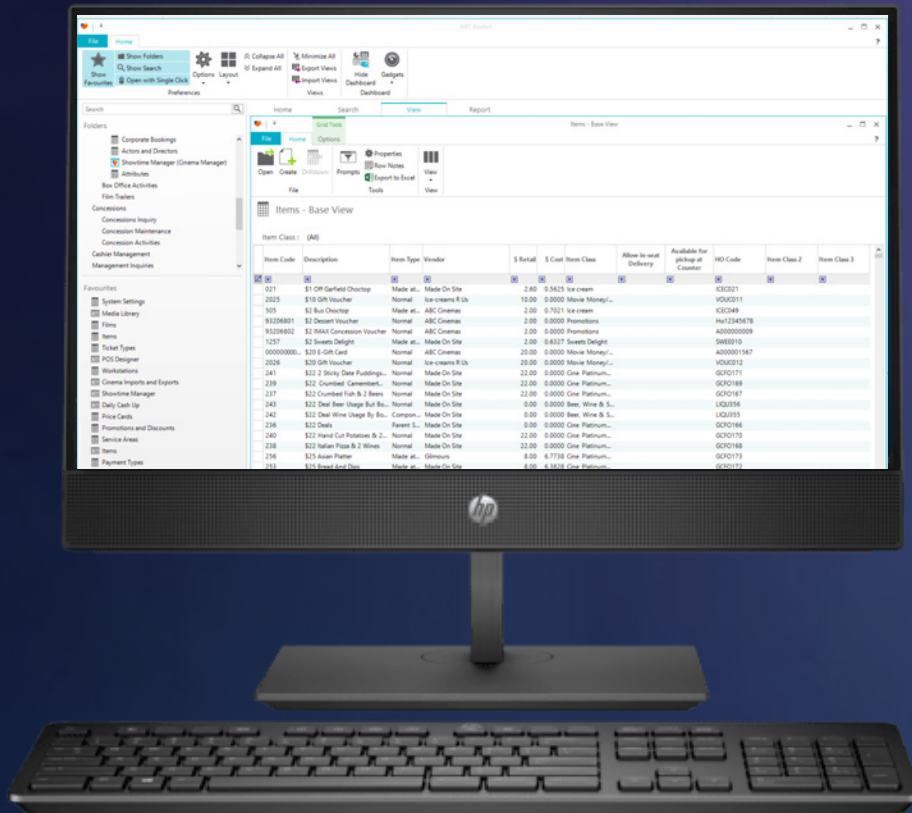 ABC Boston
File Home ?
Show Favourites
Show Folders
Show Search
Open with Single Click
Options Layout
Preferences
Collapse All
Expand All
Minimize All
Export Views
Import Views
Views
Hide Dashboard
Gadgets
Dashboard
Search
Home Search View Report
Folders
Corporate Bookings
Actors and Directors
Showtime Manager (Cinema Manager)
Attributes
Box Office Activities
Film Trailers
Concessions
Concessions Inquiry
Concession Maintenance
Concession Activities
Cashier Management
Management Inquiries
Favourites
System Settings
Media Library
Films
Items
Ticket Types
POS Designer
Workstations
Cinema Imports and Exports
Showtime Manager
Daily Cash Up
Price Cards
Promotions and Discounts
Service Areas
Items
Payment Types
Grid Tools Items - Base View
File Home Options ?
Open Create Drilldown
File
Prompts
Properties
Row Notes
Export to Excel
Tools
View
View
Items - Base View
Item Class : (All)
Item Code Description Item Type Vendor $ Retail $ Cost Item Class Allow in-seat Delivery Available for pickup at Counter HO Code Item Class 2 Item Class 3
021 $1 Off Garfield Choctop Made at... Made On Site 2.60 0.5625 Ice cream ICEC021
2025 $10 Gift Voucher Normal Ice-creams R Us 10.00 0.0000 Movie Money/... VOUC011
505 $2 Bus Choctop Made at... ABC Cinemas 2.00 0.7021 Ice cream ICEC049
93206801 $2 Dessert Voucher Normal ABC Cinemas 2.00 0.0000 Promotions Ho12345678
93206802 $2 IMAX Concession Voucher Normal ABC Cinemas 2.00 0.0000 Promotions A000000009
1257 $2 Sweets Delight Made at... Made On Site 2.00 0.6327 Sweets Delight SWEE010
000000000... $20 E-Gift Card Normal ABC Cinemas 20.00 0.0000 Movie Money/... A000001567
2026 $20 Gift Voucher Normal Ice-creams R Us 20.00 0.0000 Movie Money/... VOUC012
241 $22 2 Sticky Date Puddings... Normal Made On Site 22.00 0.0000 Cine Platinum... GCFO171
239 $22 Crumbed Camembert... Normal Made On Site 22.00 0.0000 Cine Platinum... GCFO169
237 $22 Crumbed Fish & 2 Beers Normal Made On Site 22.00 0.0000 Cine Platinum... GCFO167
243 $22 Deal Beer Usage But Bo... Normal Made On Site 0.00 0.0000 Beer, Wine & S... LIQU356
242 $22 Deal Wine Usage By Bo... Compon... Made On Site 0.00 0.0000 Beer, Wine & S... LIQU355
236 $22 Deals Parent S... Made On Site 0.00 0.0000 Cine Platinum... GCFO166
240 $22 Hand Cut Potatoes & 2... Normal Made On Site 22.00 0.0000 Cine Platinum... GCFO170
238 $22 Italian Pizza & 2 Wines Normal Made On Site 22.00 0.0000 Cine Platinum... GCFO168
256 $25 Asian Platter Made at... Gilmours 8.00 6.7738 Cine Platinum... GCFO173
253 $25 Bread And Dips Made at... Made On Site 8.00 6.3828 Cine Platinum... GCFO172
hp